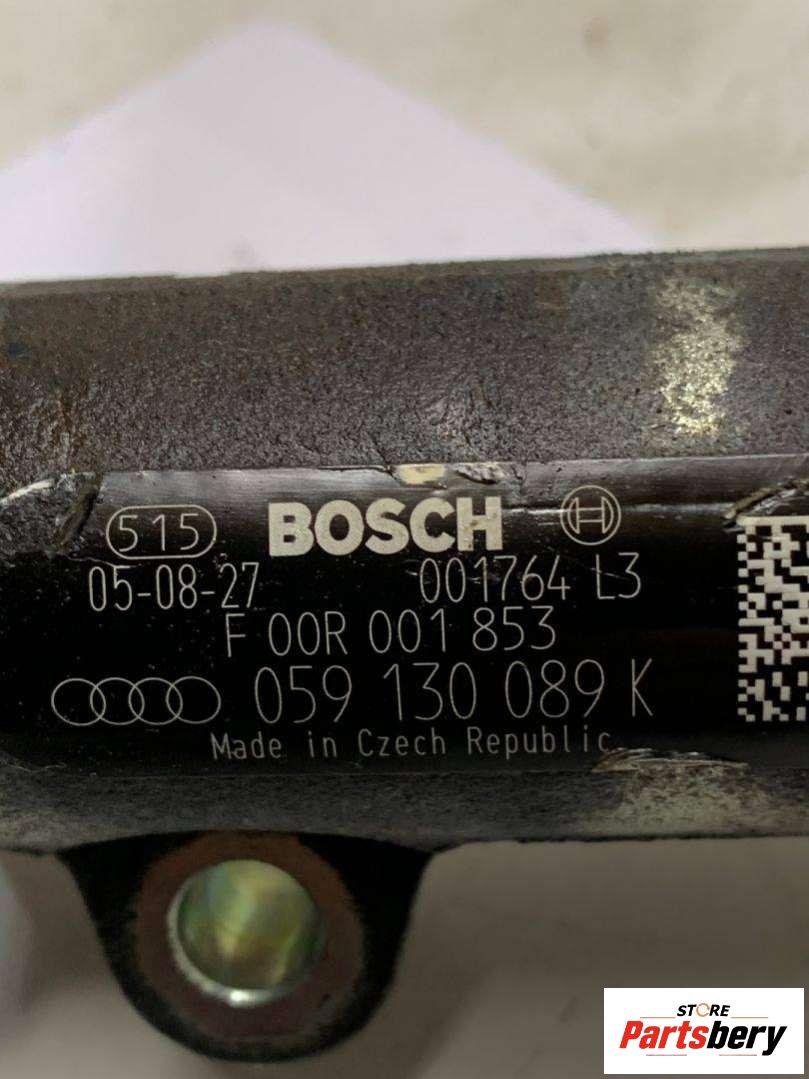 515 BOSCH
05-08-27 001764 L3
F 00R 001 853
059 130 089 K
Made in Czech Republic
STORE
Partsbery